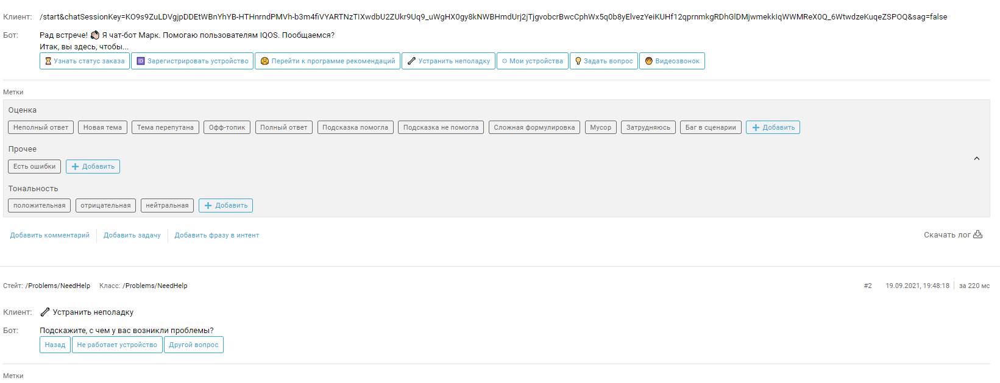 Клиент: /start&chatSessionKey=KO9s9ZuLDVgjpDDEtWBnYhYB-HTHnrndPMVh-b3m4fiVYARTNzTIXwdbU2ZUkr9Uq9_uWgHX0gy8kNWBHmdUrj2jTjgvobcrBwcCphWx5q0b8yElvezYeiKUHf12qprnmkgRDhGlDMjwmekkIqWWMReX0Q_6WtwdzeKuqeZSPOQ&sag=false
Бот: Рад встрече! 👋🏻 Я чат-бот Марк. Помогаю пользователям IQOS. Пообщаемся?
Итак, вы здесь, чтобы...
⏳ Узнать статус заказа 🆔 Зарегистрировать устройство 🤗 Перейти к программе рекомендаций 🔧 Устранить неполадку ⚙ Мои устройства 💡 Задать вопрос 🧑 Видеозвонок
Метки
Оценка
Неполный ответ Новая тема Тема перепутана Офф-топик Полный ответ Подсказка помогла Подсказка не помогла Сложная формулировка Мусор Затрудняюсь Баг в сценарии + Добавить
Прочее
Есть ошибки + Добавить
Тональность
положительная отрицательная нейтральная + Добавить
Добавить комментарий Добавить задачу Добавить фразу в интент Скачать лог
Стейт: /Problems/NeedHelp Класс: /Problems/NeedHelp #2 19.09.2021, 19:48:18 за 220 мс
Клиент: 🔧 Устранить неполадку
Бот: Подскажите, с чем у вас возникли проблемы?
Назад Не работает устройство Другой вопрос
Метки